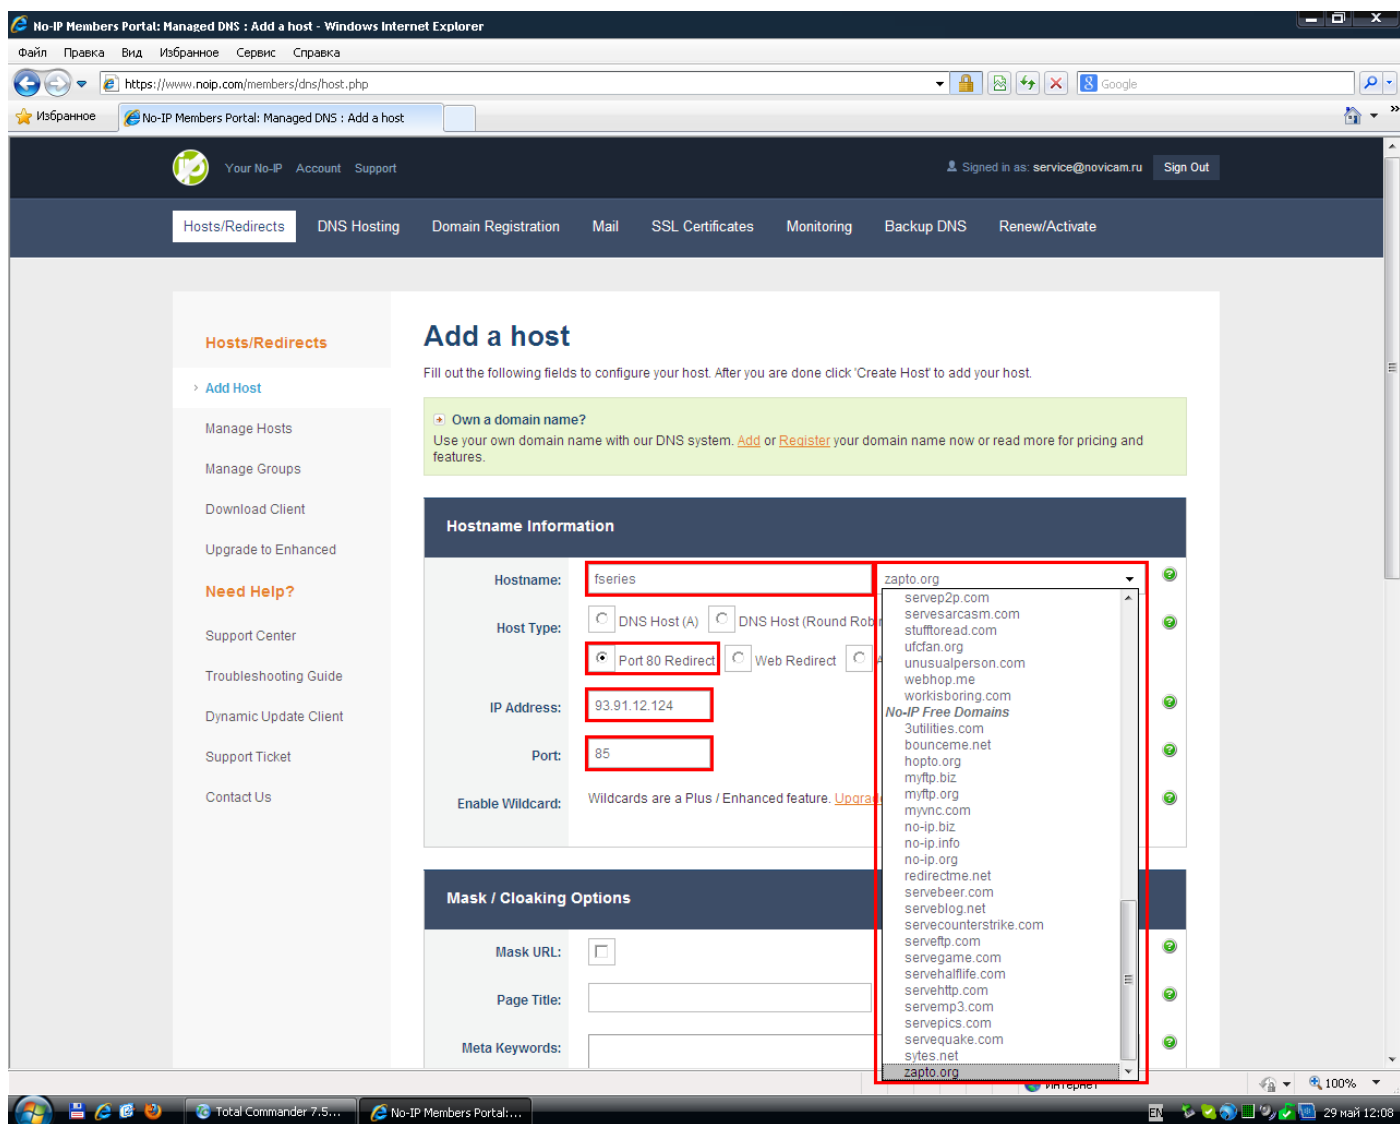 No-IP Members Portal: Managed DNS : Add a host - Windows Internet Explorer
Файл Правка Вид Избранное Сервис Справка
https://www.noip.com/members/dns/host.php
Google
Избранное
No-IP Members Portal: Managed DNS : Add a host
Your No-IP Account Support
Signed in as: service@novicam.ru Sign Out
Hosts/Redirects DNS Hosting Domain Registration Mail SSL Certificates Monitoring Backup DNS Renew/Activate
Hosts/Redirects
Add Host
Manage Hosts
Manage Groups
Download Client
Upgrade to Enhanced
Need Help?
Support Center
Troubleshooting Guide
Dynamic Update Client
Support Ticket
Contact Us
Add a host
Fill out the following fields to configure your host. After you are done click 'Create Host' to add your host.
Own a domain name?
Use your own domain name with our DNS system. Add or Register your domain name now or read more for pricing and
features.
Hostname Information
Hostname: fseries zapto.org
Host Type: DNS Host (A) DNS Host (Round Robi
Port 80 Redirect Web Redirect
IP Address: 93.91.12.124
Port: 85
Enable Wildcard: Wildcards are a Plus / Enhanced feature. Upgrad
servep2p.com
servesarcasm.com
stufftoread.com
ufcfan.org
unusualperson.com
webhop.me
workisboring.com
No-IP Free Domains
3utilities.com
bounceme.net
hopto.org
myftp.biz
myftp.org
myvnc.com
no-ip.biz
no-ip.info
no-ip.org
redirectme.net
servebeer.com
serveblog.net
servecounterstrike.com
serveftp.com
servegame.com
servehalflife.com
servehttp.com
servemp3.com
servepics.com
servequake.com
sytes.net
zapto.org
Mask / Cloaking Options
Mask URL:
Page Title:
Meta Keywords:
Интернет
100%
Total Commander 7.5...
No-IP Members Portal:...
EN
29 май 12:08